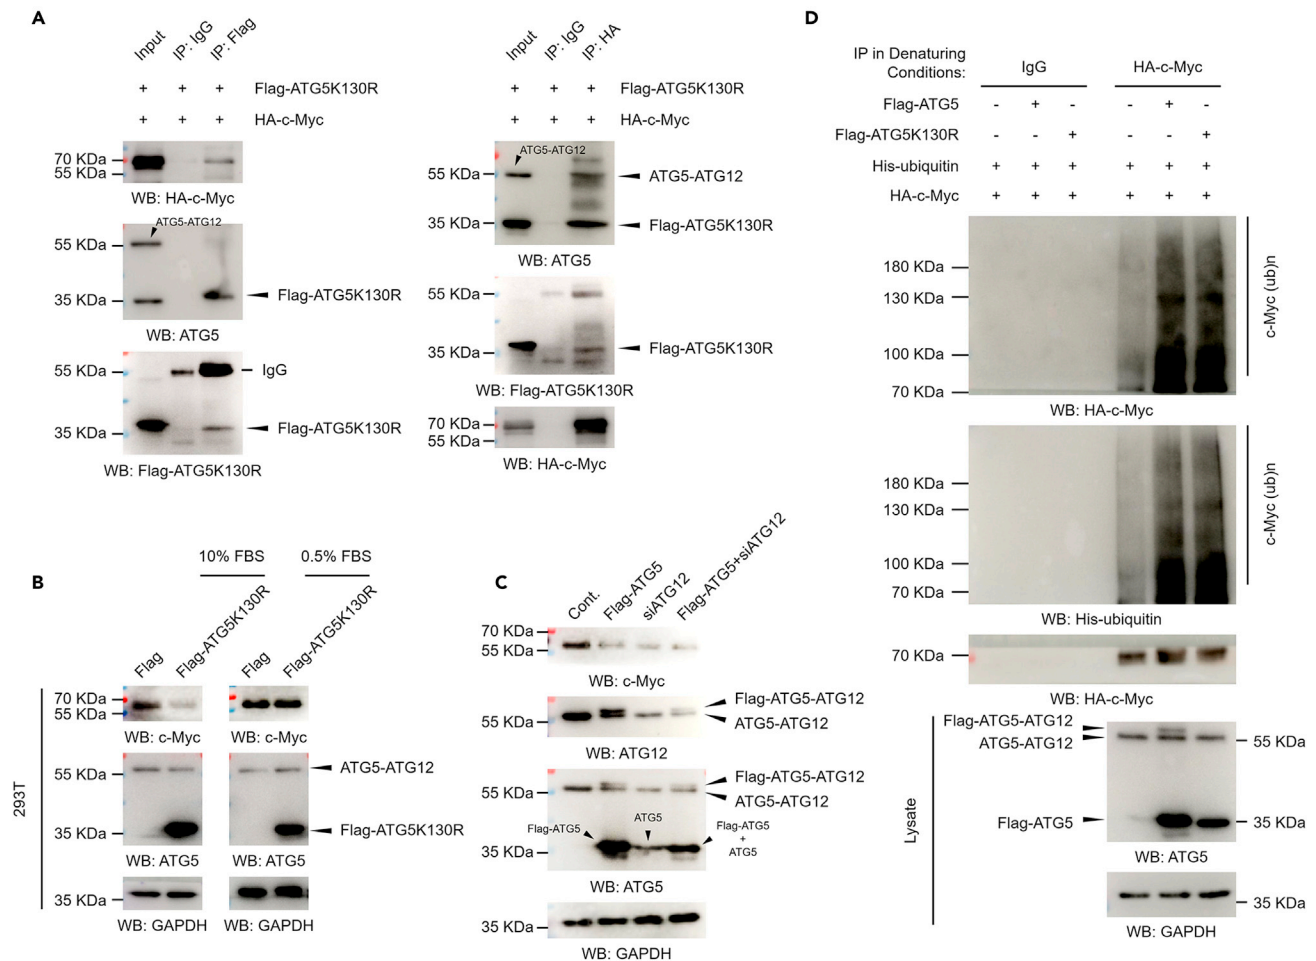 A
Input
IP: IgG
IP: Flag
+ + + Flag-ATG5K130R
+ + + HA-c-Myc
70 KDa
55 KDa
WB: HA-c-Myc
ATG5-ATG12
55 KDa
35 KDa
Flag-ATG5K130R
WB: ATG5
55 KDa
IgG
35 KDa
Flag-ATG5K130R
WB: Flag-ATG5K130R
Input
IP: IgG
IP: HA
+ + + Flag-ATG5K130R
+ + + HA-c-Myc
ATG5-ATG12
55 KDa
ATG5-ATG12
35 KDa
Flag-ATG5K130R
WB: ATG5
55 KDa
35 KDa
Flag-ATG5K130R
WB: Flag-ATG5K130R
70 KDa
55 KDa
WB: HA-c-Myc
B
10% FBS
0.5% FBS
Flag
Flag-ATG5K130R
Flag
Flag-ATG5K130R
293T
70 KDa
55 KDa
WB: c-Myc
WB: c-Myc
55 KDa
ATG5-ATG12
35 KDa
Flag-ATG5K130R
WB: ATG5
WB: ATG5
35 KDa
WB: GAPDH
WB: GAPDH
C
Cont.
Flag-ATG5
siATG12
Flag-ATG5+siATG12
70 KDa
55 KDa
WB: c-Myc
Flag-ATG5-ATG12
55 KDa
ATG5-ATG12
WB: ATG12
Flag-ATG5-ATG12
55 KDa
ATG5-ATG12
Flag-ATG5
ATG5
Flag-ATG5
+
ATG5
35 KDa
WB: ATG5
35 KDa
WB: GAPDH
D
IP in Denaturing
Conditions:
IgG
HA-c-Myc
Flag-ATG5 - + - - + -
Flag-ATG5K130R - - + - - +
His-ubiquitin + + + + + +
HA-c-Myc + + + + + +
180 KDa
130 KDa
100 KDa
70 KDa
c-Myc (ub)n
WB: HA-c-Myc
180 KDa
130 KDa
100 KDa
70 KDa
c-Myc (ub)n
WB: His-ubiquitin
70 KDa
WB: HA-c-Myc
Lysate
Flag-ATG5-ATG12
ATG5-ATG12
55 KDa
Flag-ATG5
35 KDa
WB: ATG5
35 KDa
WB: GAPDH